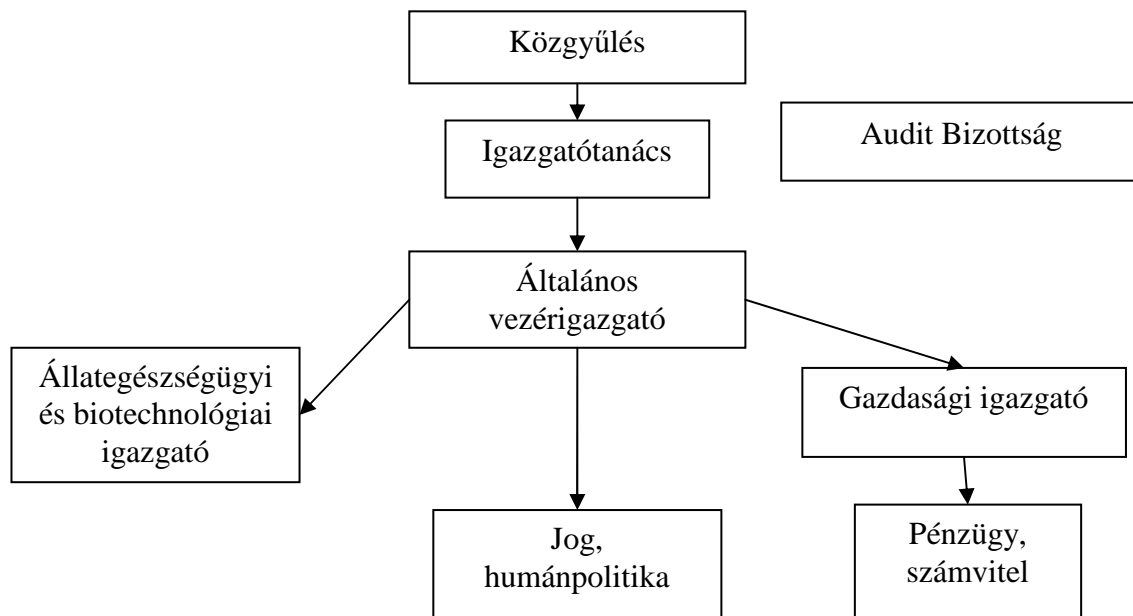 Közgyűlés
Audit Bizottság
Igazgatótanács
Általános
vezérigazgató
Állategészségügyi
és biotechnológiai
igazgató
Gazdasági igazgató
Jog,
humánpolitika
Pénzügy,
számvitel